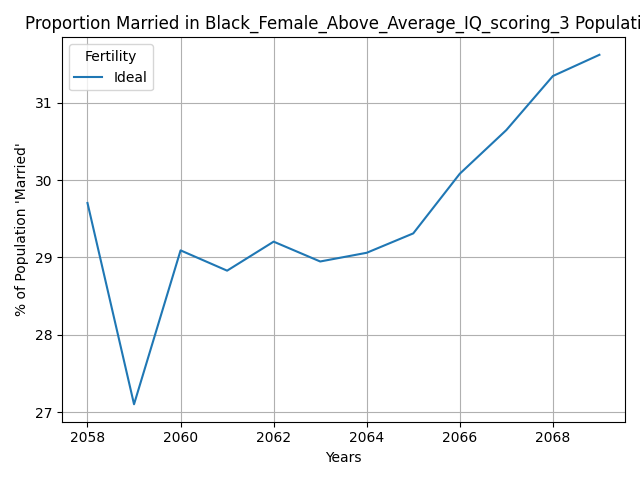 Proportion Married in Black_Female_Above_Average_IQ_scoring_3 Populati
Fertility
Ideal
31
30
29
28
27
% of Population 'Married'
2058 2060 2062 2064 2066 2068
Years